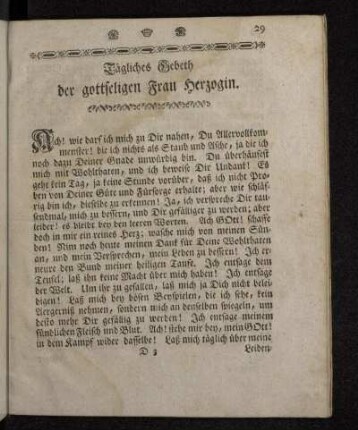 29
Tägliches Gebeth
der gottseligen Frau Herzogin.
Ach! wie darf ich mich zu Dir nahen, Du Allervollkom-
menster! die ich nichts als Staub und Asche, ja die ich
noch dazu Deiner Gnade unwürdig bin. Du überhäufest
mich mit Wohlthaten, und ich beweise Dir Undank! Es
geht kein Tag, ja keine Stunde vorüber, daß ich nicht Pro-
ben von Deiner Güte und Fürsorge erhalte; aber wie schläf-
rig bin ich, dieselbe zu erkennen! Ja, ich verspreche Dir tau-
sendmal, mich zu bessern, und Dir gefälliger zu werden; aber
leider! es bleibt bey den leeren Worten. Ach GOtt! schaffe
doch in mir ein reines Herz; wasche mich von meinen Sün-
den! Nim noch heute meinen Dank für Deine Wohlthaten
an, und mein Versprechen, mein Leben zu bessern! Ich er-
neure den Bund meiner heiligen Taufe. Ich entsage dem
Teufel; laß ihn keine Macht über mich haben! Ich entsage
der Welt. Um ihr zu gefallen, laß mich ja Dich nicht belei-
digen! Laß mich bey bösen Beyspielen, die ich sehe, kein
Aergerniß nehmen, sondern mich an denselben spiegeln, um
desto mehr Dir gefällig zu werden! Ich entsage meinem
sündlichen Fleisch und Blut. Ach! stehe mir bey, mein GOtt!
in dem Kampf wider dasselbe! Laß mich täglich über meine
D 3 Leiden-